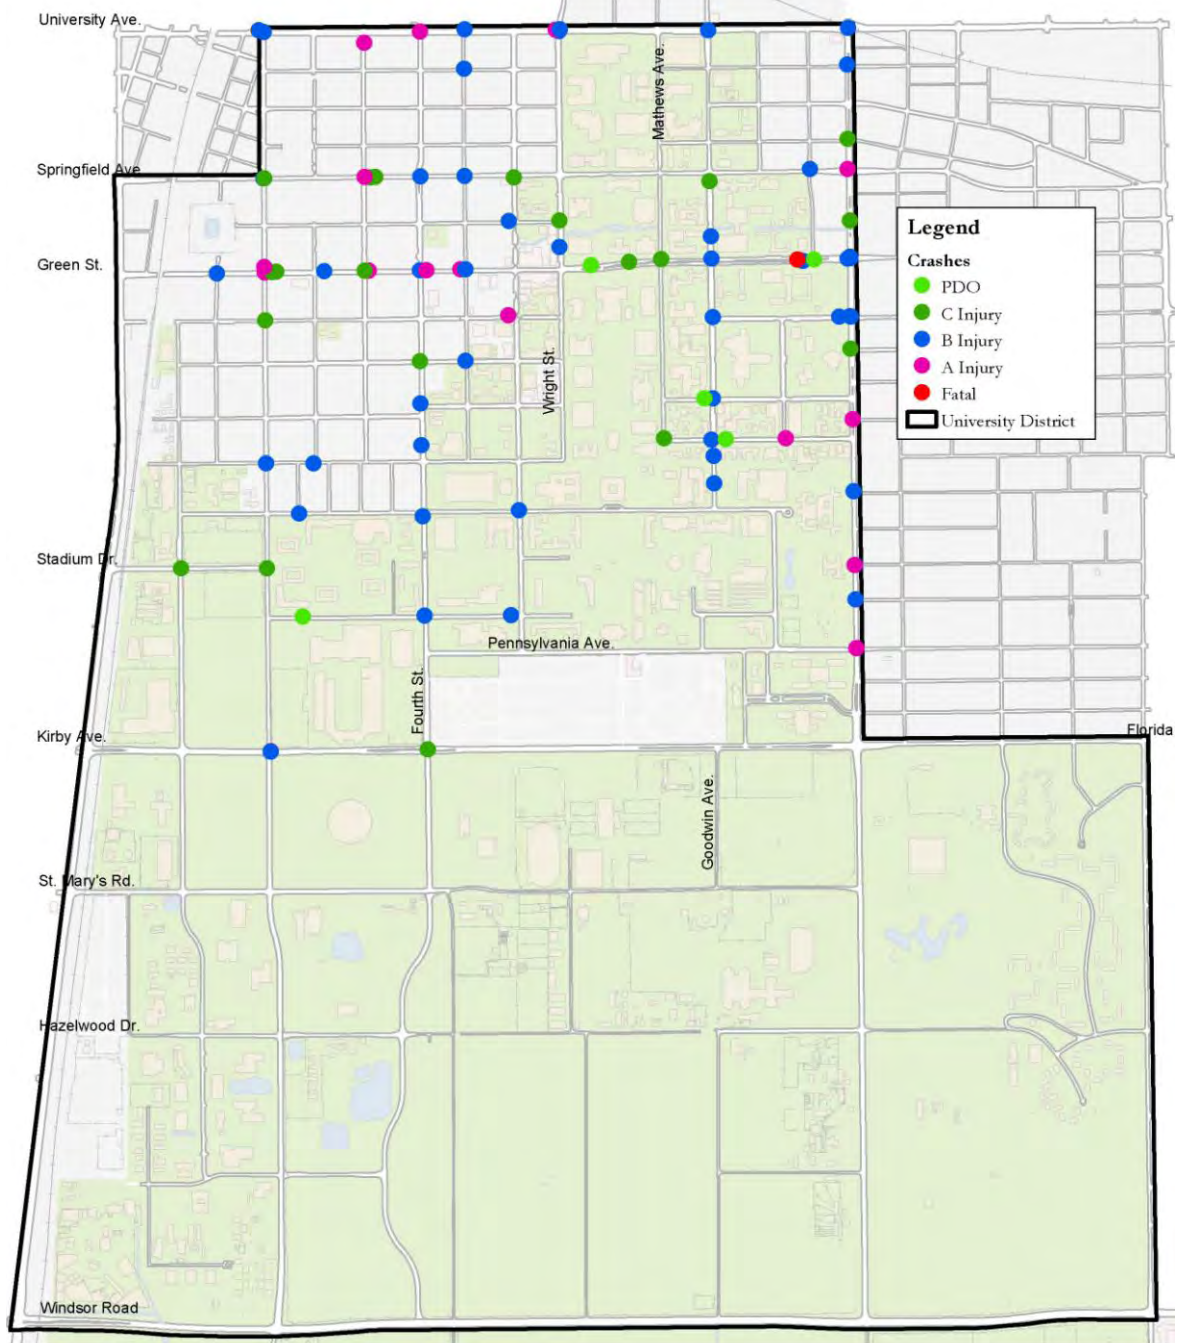 University Ave.
Mathews Ave.
Springfield Ave.
Green St.
Legend
Crashes
PDO
C Injury
B Injury
A Injury
Fatal
University District
Wright St.
Stadium Dr.
Pennsylvania Ave.
Fourth St.
Kirby Ave.
Florida
Goodwin Ave.
St. Mary's Rd.
Hazelwood Dr.
Windsor Road